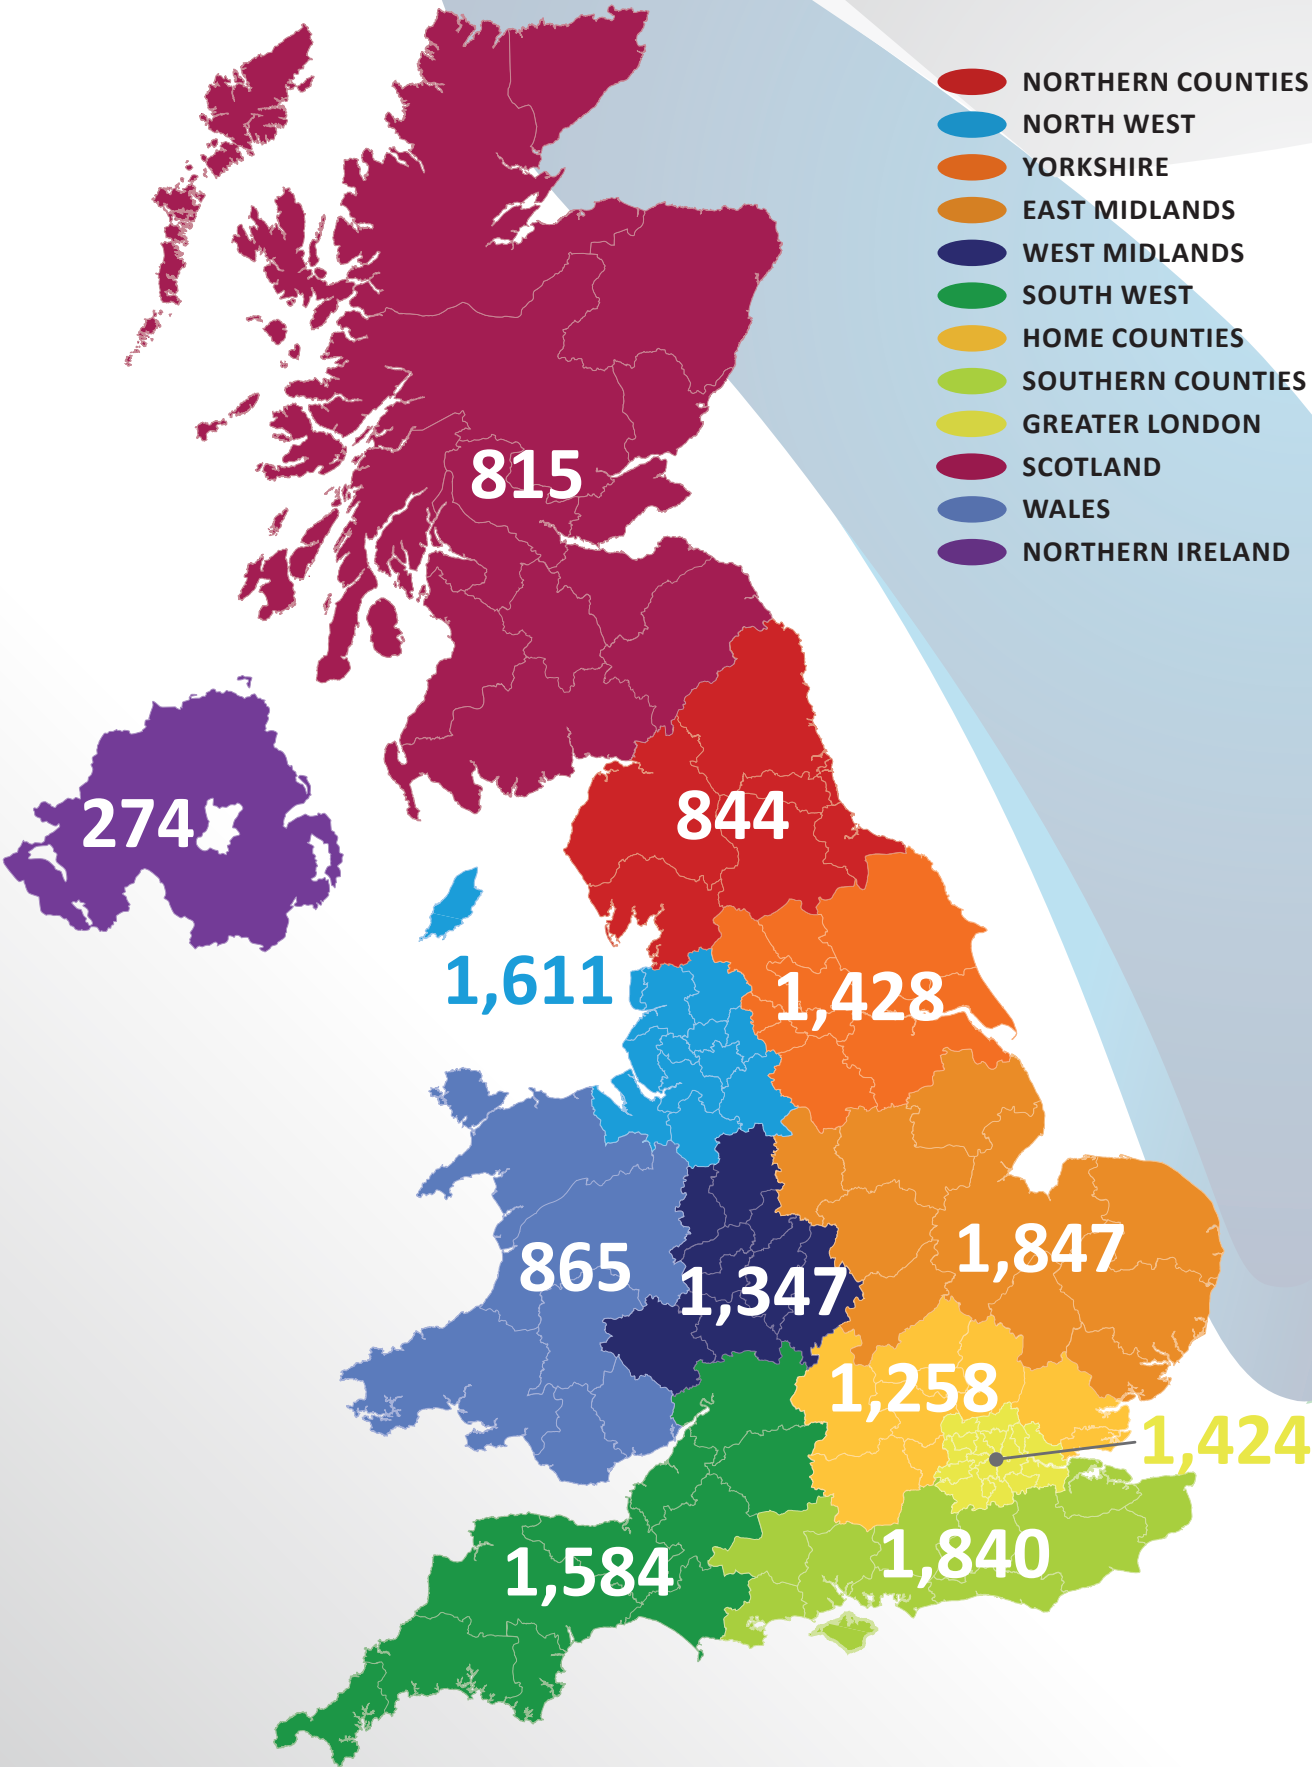 NORTHERN COUNTIES
NORTH WEST
YORKSHIRE
EAST MIDLANDS
WEST MIDLANDS
SOUTH WEST
HOME COUNTIES
SOUTHERN COUNTIES
GREATER LONDON
SCOTLAND
WALES
NORTHERN IRELAND
815
274
844
1,611
1,428
865
1,347
1,847
1,258
1,424
1,584
1,840